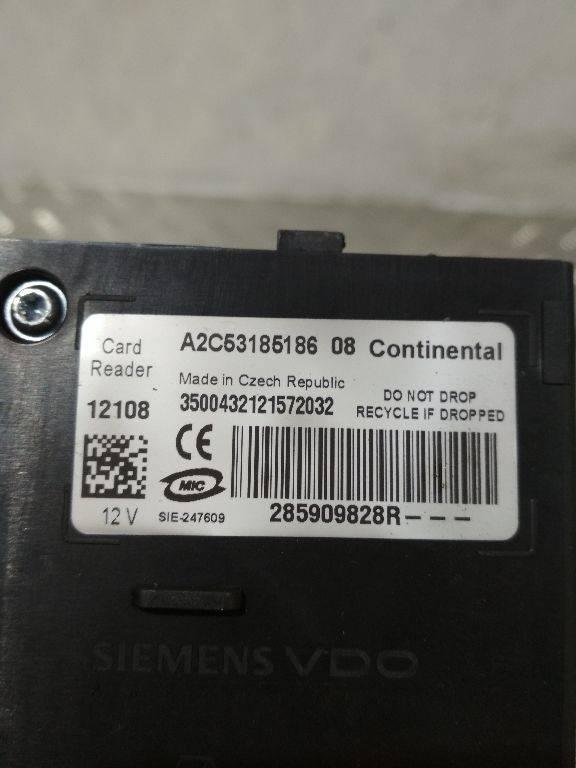 Card Reader
A2C53185186 08 Continental
Made in Czech Republic
12108
3500432121572032
DO NOT DROP
RECYCLE IF DROPPED
CE
MIC
12 V
SIE-247609
285909828R---
SIEMENS VDO